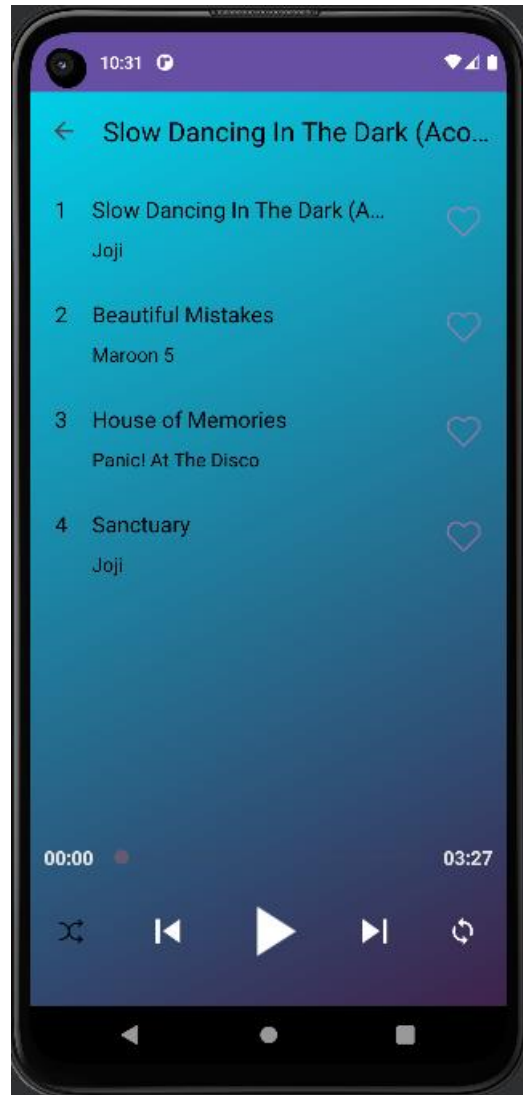 10:31
Slow Dancing In The Dark (Aco...
1 Slow Dancing In The Dark (A...
Joji
2 Beautiful Mistakes
Maroon 5
3 House of Memories
Panic! At The Disco
4 Sanctuary
Joji
00:00 03:27